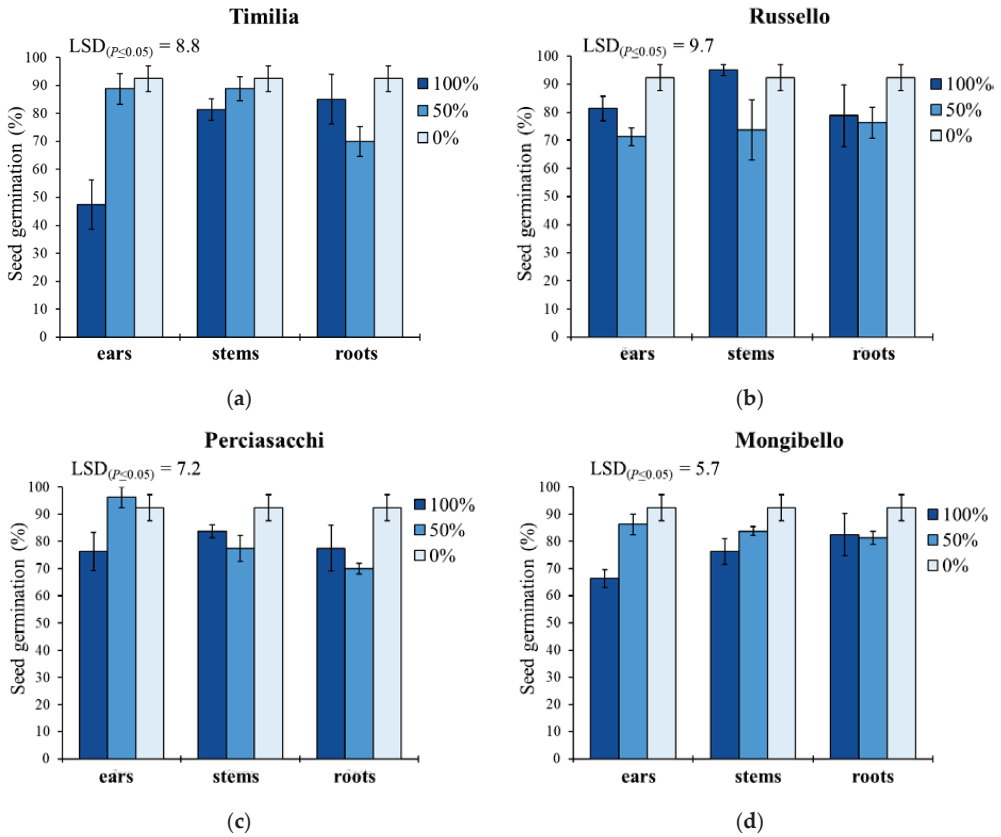 Timilia
LSD(P≤0.05) = 8.8
Seed germination (%)
100
90
80
70
60
50
40
30
20
10
0
100%
50%
0%
ears stems roots
(a)
Russello
LSD(P≤0.05) = 9.7
Seed germination (%)
100
90
80
70
60
50
40
30
20
10
0
100%
50%
0%
ears stems roots
(b)
Perciasacchi
LSD(P≤0.05) = 7.2
Seed germination (%)
100
90
80
70
60
50
40
30
20
10
0
100%
50%
0%
ears stems roots
(c)
Mongibello
LSD(P≤0.05) = 5.7
Seed germination (%)
100
90
80
70
60
50
40
30
20
10
0
100%
50%
0%
ears stems roots
(d)